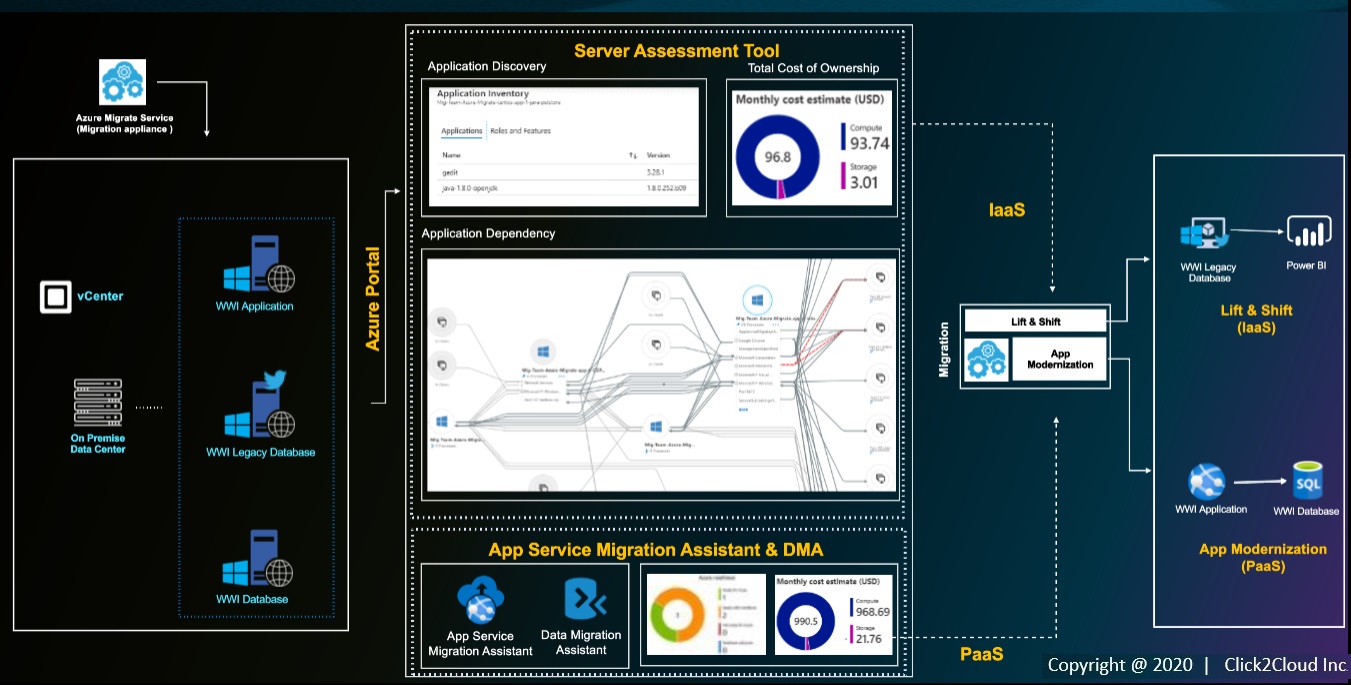 Azure Migrate Service
(Migration appliance )
vCenter
On Premise
Data Center
WWI Application
WWI Legacy Database
WWI Database
Azure Portal
Server Assessment Tool
Application Discovery
Application Inventory
Applications
Roles and Features
Name
Version
gedit
3.28.1
java-1.8.0-openjdk
1.8.0.252.b09
Total Cost of Ownership
Monthly cost estimate (USD)
96.8
Compute
93.74
Storage
3.01
Application Dependency
App Service Migration Assistant & DMA
App Service
Migration Assistant
Data Migration
Assistant
Monthly cost estimate (USD)
990.5
Compute
968.69
Storage
21.76
IaaS
PaaS
Migration
Lift & Shift
App
Modernization
WWI Legacy
Database
Power BI
Lift & Shift
(IaaS)
WWI Application
SQL
WWI Database
App Modernization
(PaaS)
Copyright @ 2020 | Click2Cloud Inc.